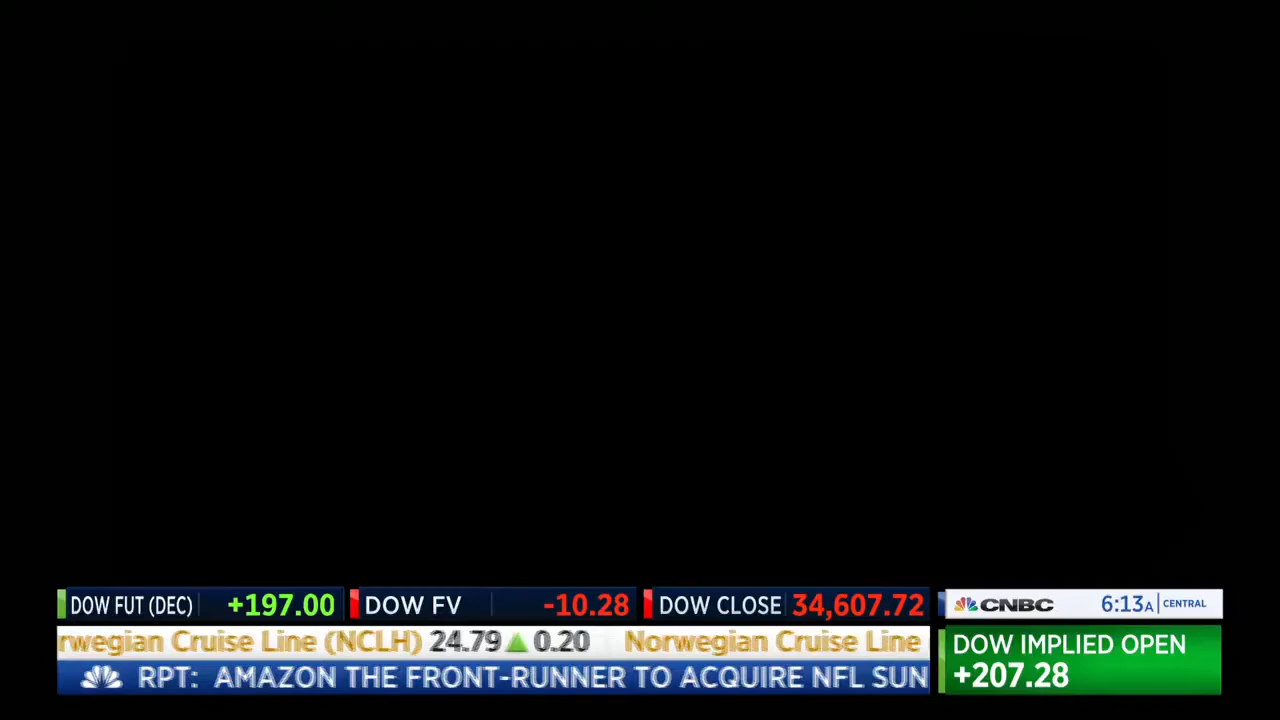 DOW FUT (DEC) +197.00 DOW FV -10.28 DOW CLOSE 34,607.72 CNBC 6:13A CENTRAL
rwegian Cruise Line (NCLH) 24.79 ▲ 0.20 Norwegian Cruise Line
DOW IMPLIED OPEN
+207.28
RPT: AMAZON THE FRONT-RUNNER TO ACQUIRE NFL SUN